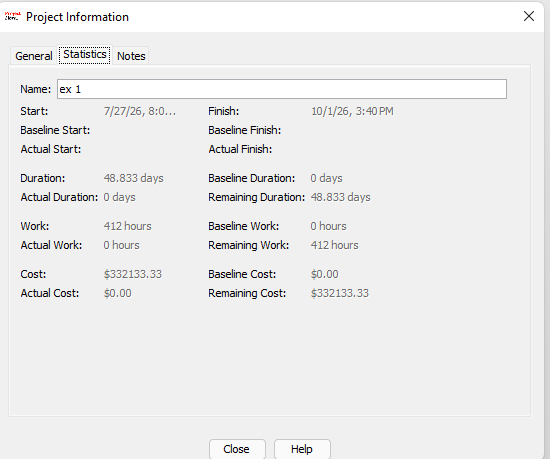 Project Information
General Statistics Notes
Name: ex 1
Start: 7/27/26, 8:0... Finish: 10/1/26, 3:40 PM
Baseline Start: Baseline Finish:
Actual Start: Actual Finish:
Duration: 48.833 days Baseline Duration: 0 days
Actual Duration: 0 days Remaining Duration: 48.833 days
Work: 412 hours Baseline Work: 0 hours
Actual Work: 0 hours Remaining Work: 412 hours
Cost: $332133.33 Baseline Cost: $0.00
Actual Cost: $0.00 Remaining Cost: $332133.33
Close Help